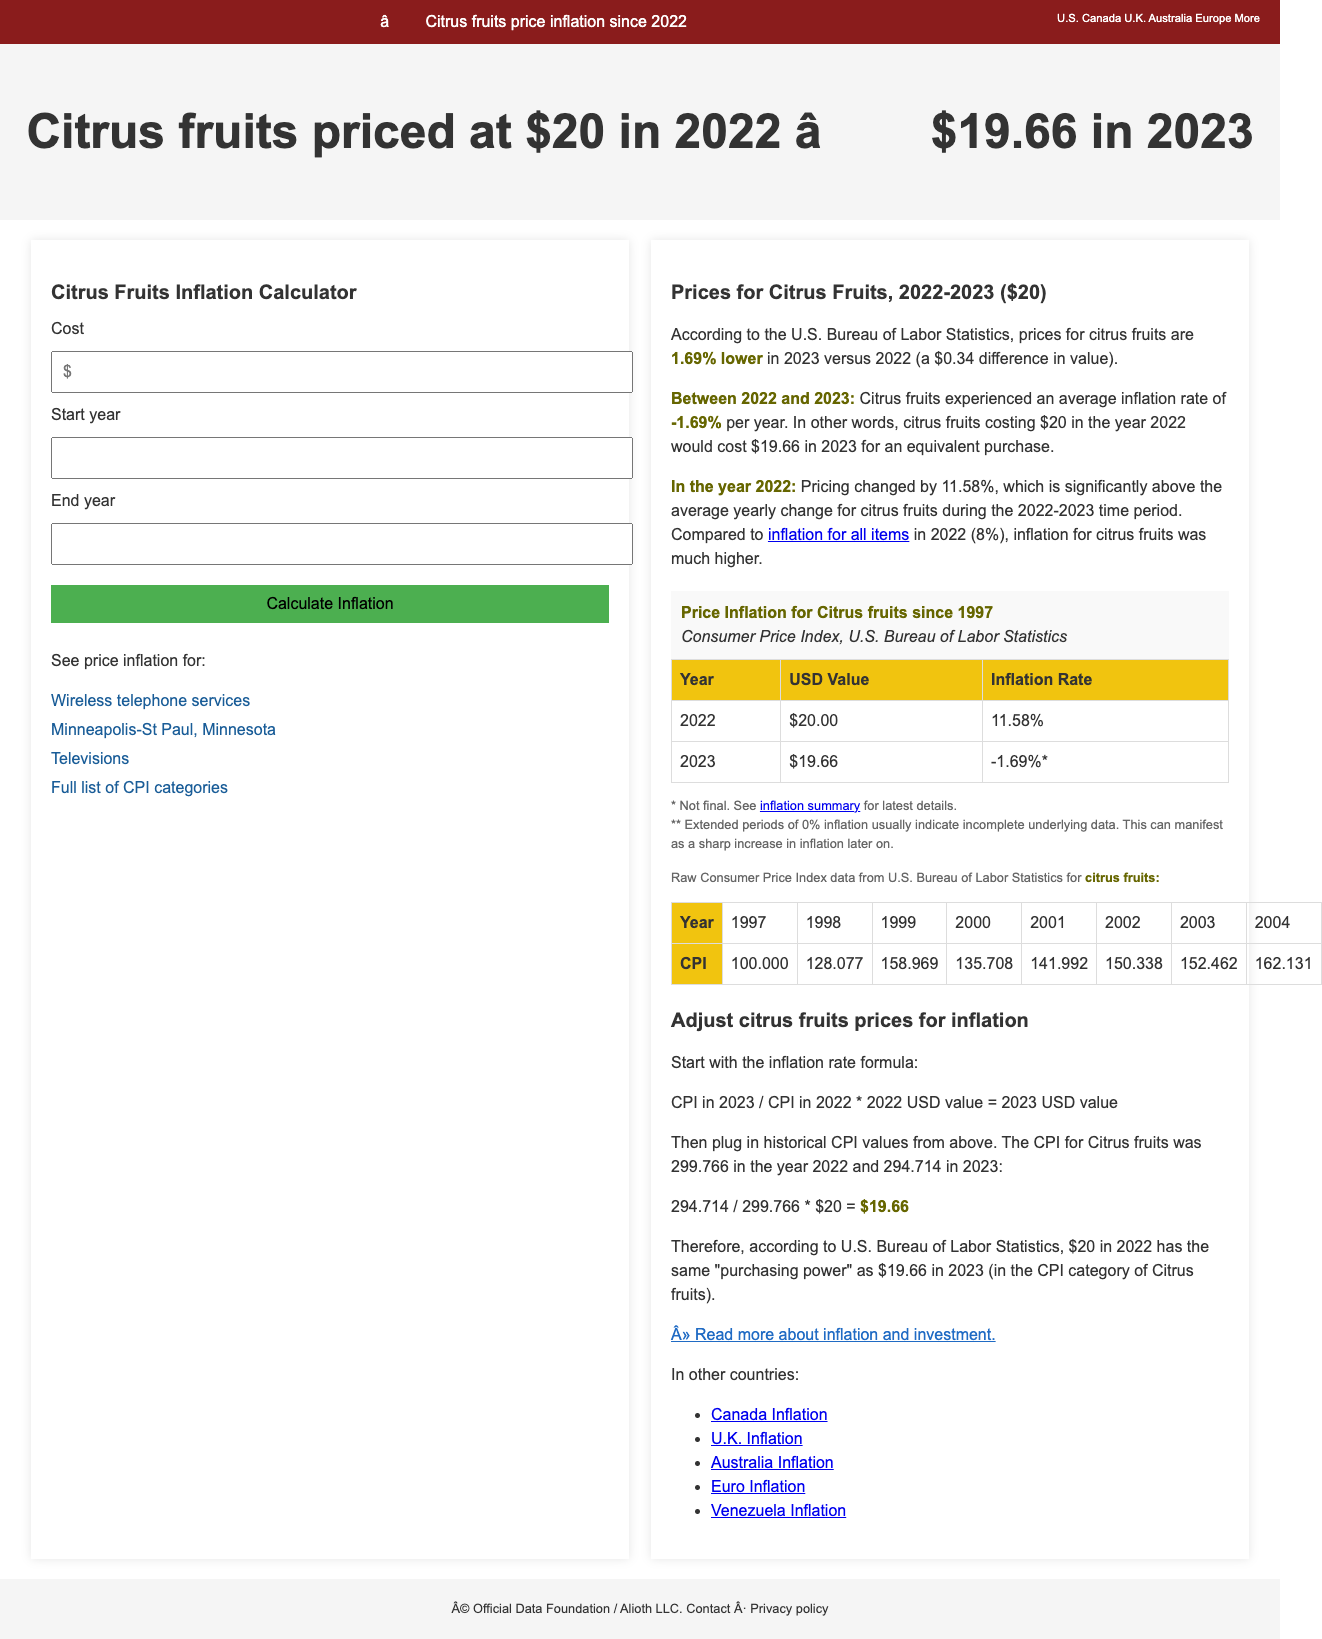 â Citrus fruits price inflation since 2022
U.S. Canada U.K. Australia Europe More
Citrus fruits priced at $20 in 2022 â $19.66 in 2023
Citrus Fruits Inflation Calculator
Cost
$
Start year
End year
Calculate Inflation
See price inflation for:
Wireless telephone services
Minneapolis-St Paul, Minnesota
Televisions
Full list of CPI categories
Prices for Citrus Fruits, 2022-2023 ($20)
According to the U.S. Bureau of Labor Statistics, prices for citrus fruits are
1.69% lower in 2023 versus 2022 (a $0.34 difference in value).
Between 2022 and 2023: Citrus fruits experienced an average inflation rate of
-1.69% per year. In other words, citrus fruits costing $20 in the year 2022
would cost $19.66 in 2023 for an equivalent purchase.
In the year 2022: Pricing changed by 11.58%, which is significantly above the
average yearly change for citrus fruits during the 2022-2023 time period.
Compared to inflation for all items in 2022 (8%), inflation for citrus fruits was
much higher.
Price Inflation for Citrus fruits since 1997
Consumer Price Index, U.S. Bureau of Labor Statistics
Year USD Value Inflation Rate
2022 $20.00 11.58%
2023 $19.66 -1.69%*
* Not final. See inflation summary for latest details.
** Extended periods of 0% inflation usually indicate incomplete underlying data. This can manifest
as a sharp increase in inflation later on.
Raw Consumer Price Index data from U.S. Bureau of Labor Statistics for citrus fruits:
Year 1997 1998 1999 2000 2001 2002 2003 2004
CPI 100.000 128.077 158.969 135.708 141.992 150.338 152.462 162.131
Adjust citrus fruits prices for inflation
Start with the inflation rate formula:
CPI in 2023 / CPI in 2022 * 2022 USD value = 2023 USD value
Then plug in historical CPI values from above. The CPI for Citrus fruits was
299.766 in the year 2022 and 294.714 in 2023:
294.714 / 299.766 * $20 = $19.66
Therefore, according to U.S. Bureau of Labor Statistics, $20 in 2022 has the
same "purchasing power" as $19.66 in 2023 (in the CPI category of Citrus
fruits).
Â» Read more about inflation and investment.
In other countries:
• Canada Inflation
• U.K. Inflation
• Australia Inflation
• Euro Inflation
• Venezuela Inflation
Â© Official Data Foundation / Alioth LLC. Contact Â· Privacy policy